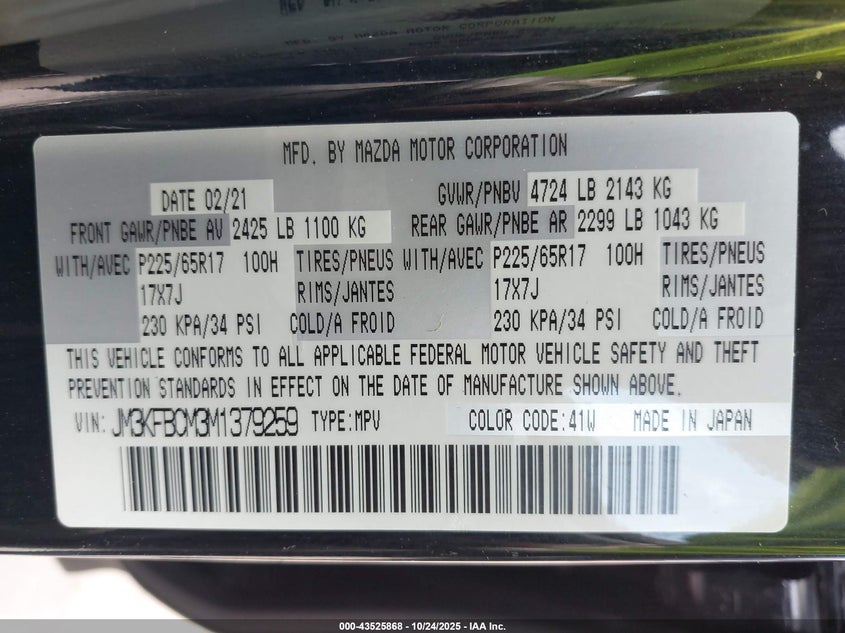 MFD. BY MAZDA MOTOR CORPORATION
DATE 02/21 GVWR/PNBV 4724 LB 2143 KG
FRONT GAWR/PNBE AV 2425 LB 1100 KG REAR GAWR/PNBE AR 2299 LB 1043 KG
WITH/AVEC P225/65R17 100H TIRES/PNEUS WITH/AVEC P225/65R17 100H TIRES/PNEUS
17X7J RIMS/JANTES 17X7J RIMS/JANTES
230 KPA/34 PSI COLD/A FROID 230 KPA/34 PSI COLD/A FROID
THIS VEHICLE CONFORMS TO ALL APPLICABLE FEDERAL MOTOR VEHICLE SAFETY AND THEFT
PREVENTION STANDARDS IN EFFECT ON THE DATE OF MANUFACTURE SHOWN ABOVE.
VIN: JM3KFBCM3M1379259 TYPE:MPV COLOR CODE:41W MADE IN JAPAN
000-43525868 - 10/24/2025 - IAA Inc.